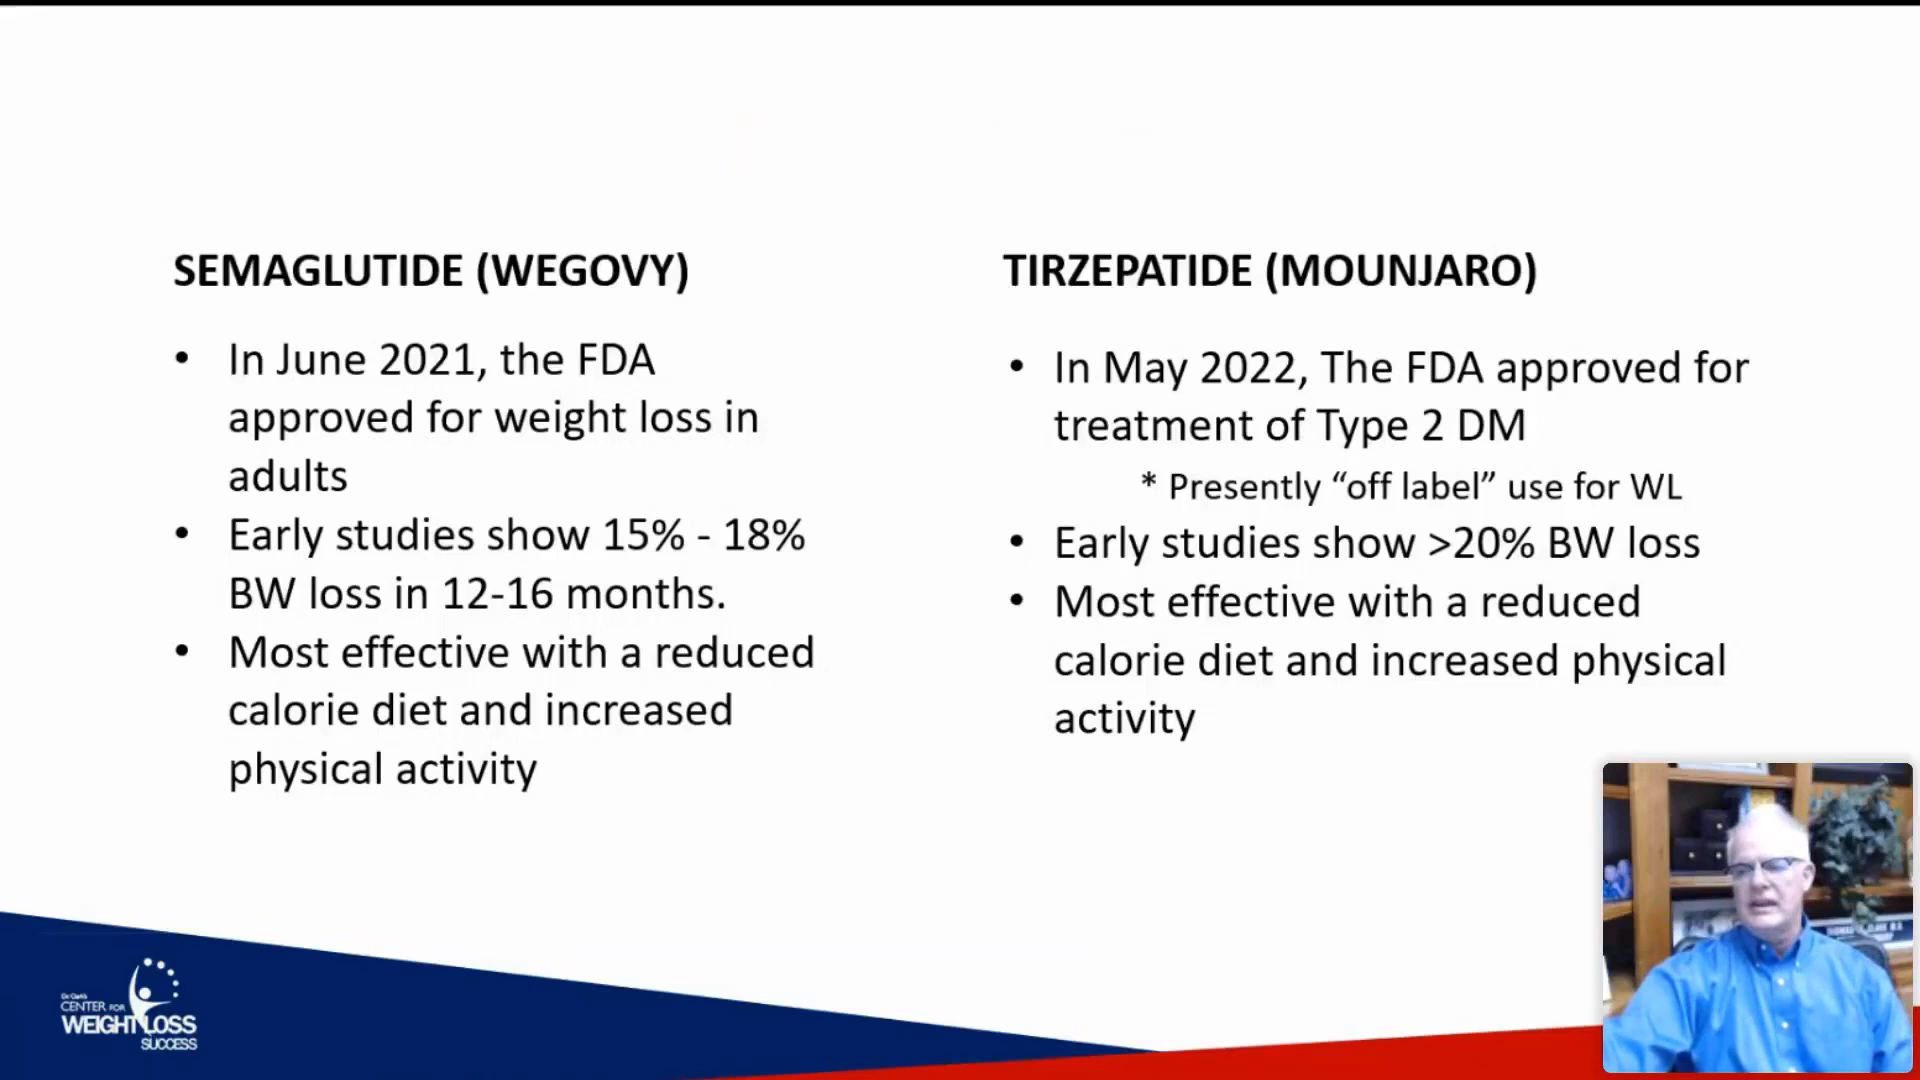 SEMAGLUTIDE (WEGOVY)
• In June 2021, the FDA
approved for weight loss in
adults
• Early studies show 15% - 18%
BW loss in 12-16 months.
• Most effective with a reduced
calorie diet and increased
physical activity
TIRZEPATIDE (MOUNJARO)
• In May 2022, The FDA approved for
treatment of Type 2 DM
* Presently “off label” use for WL
• Early studies show >20% BW loss
• Most effective with a reduced
calorie diet and increased physical
activity
Dr. Clark's
CENTER FOR
WEIGHT LOSS
SUCCESS